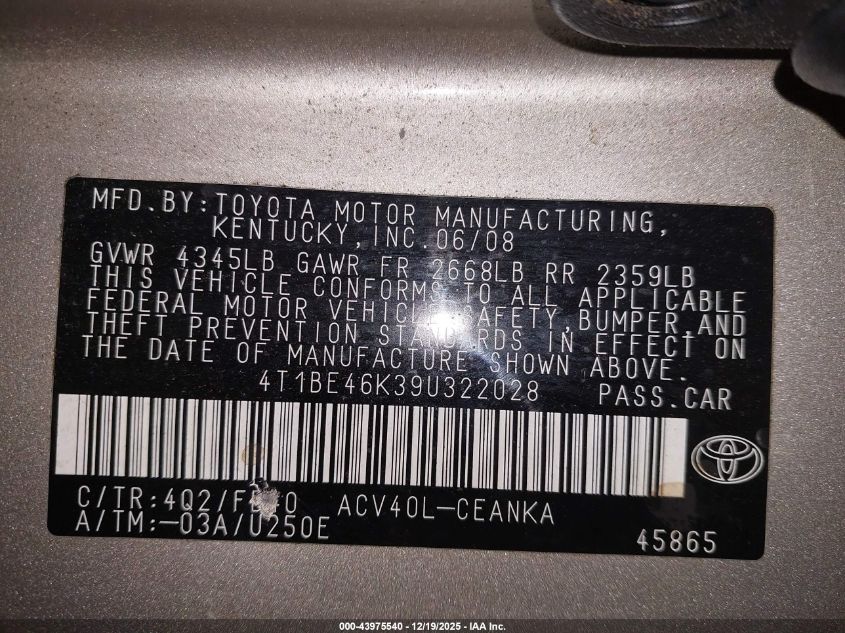 MFD.BY:TOYOTA MOTOR MANUFACTURING,
KENTUCKY,INC.06/08
GVWR 4345LB GAWR FR 2668LB RR 2359LB
THIS VEHICLE CONFORMS TO ALL APPLICABLE
FEDERAL MOTOR VEHICLE SAFETY,BUMPER,AND
THEFT PREVENTION STANDARDS IN EFFECT ON
THE DATE OF MANUFACTURE SHOWN ABOVE.
4T1BE46K39U322028 PASS.CAR
C/TR:4Q2/ ACV40L-CEANKA
A/TM:-03A/U250E 45865
000-43975540 - 12/19/2025 - IAA Inc.